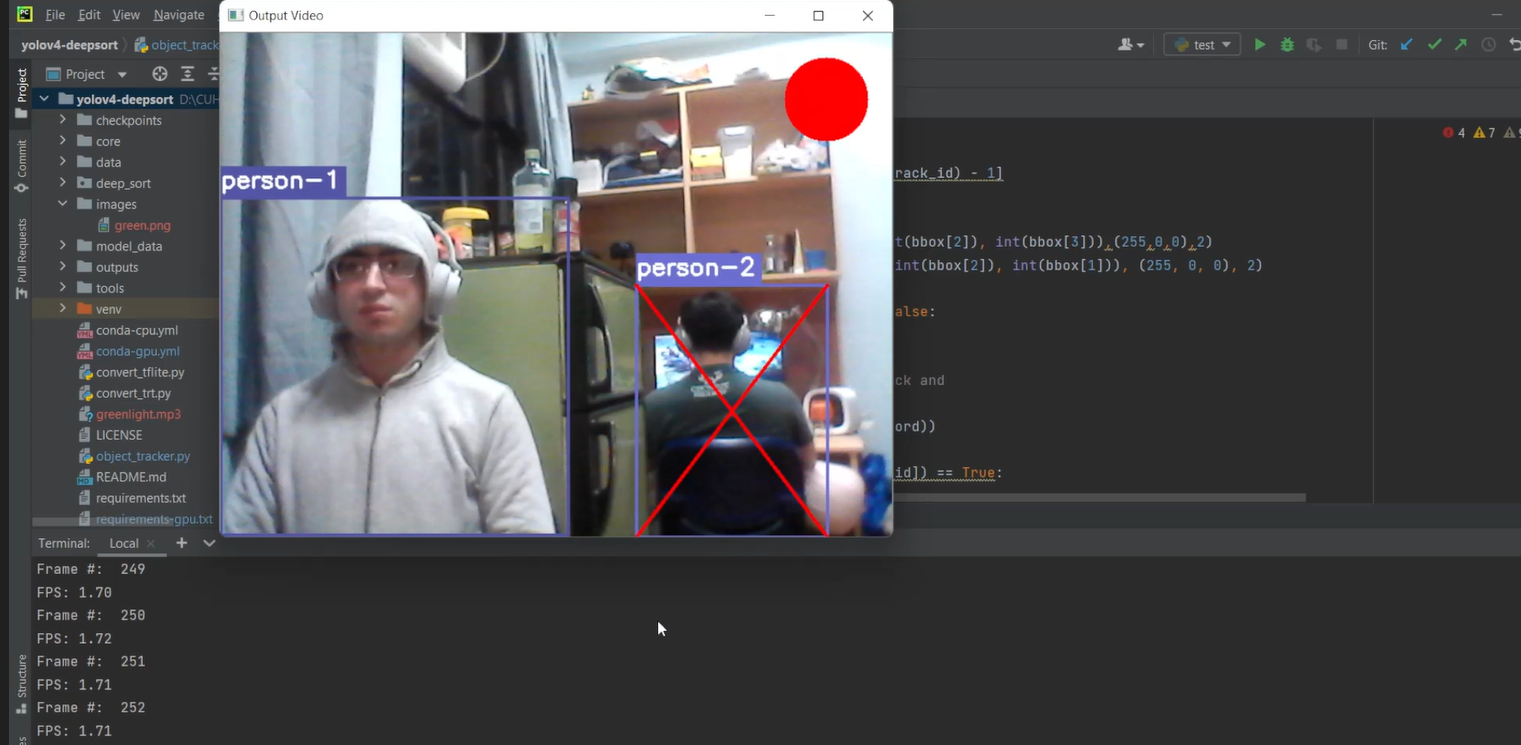 File Edit View Navigate
Output Video
yolov4-deepsort
object_track
test
Git:
Project
Project
Commit
Pull Requests
Structure
yolov4-deepsort D:\CUH
checkpoints
core
data
deep_sort
images
green.png
model_data
outputs
tools
venv
conda-cpu.yml
conda-gpu.yml
convert_tflite.py
convert_trt.py
greenlight.mp3
LICENSE
object_tracker.py
README.md
requirements.txt
requirements-gpu.txt
person-1
person-2
4 7
rack_id) - 1]
t(bbox[2]), int(bbox[3])),(255,0,0),2)
int(bbox[2]), int(bbox[1])), (255, 0, 0), 2)
alse:
ck and
ord))
id]) == True:
Terminal: Local
Frame #: 249
FPS: 1.70
Frame #: 250
FPS: 1.72
Frame #: 251
FPS: 1.71
Frame #: 252
FPS: 1.71